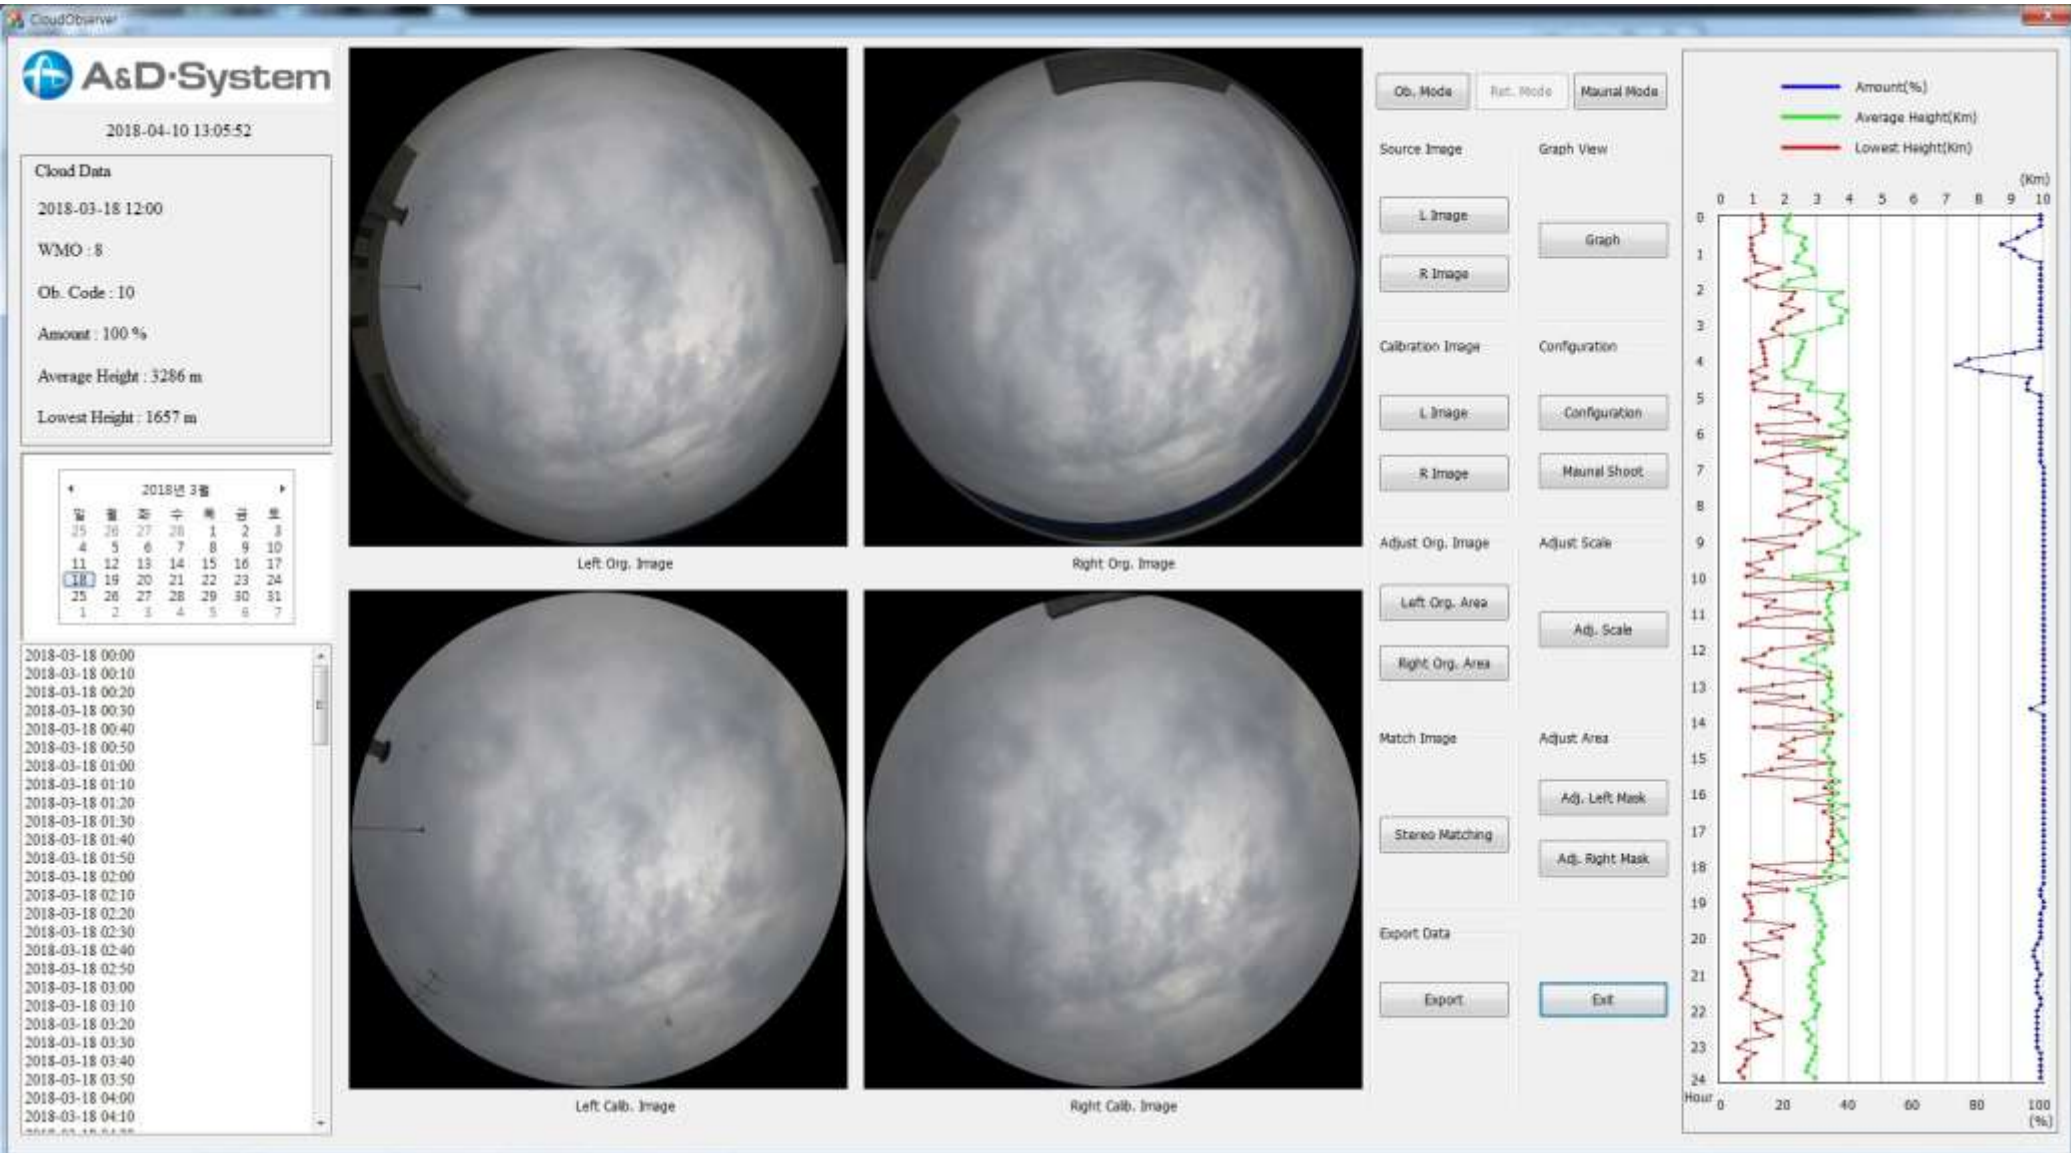 CloudObserver
A&D·System
2018-04-10 13:05:52
Cloud Data
2018-03-18 12:00
WMO : 8
Ob. Code : 10
Amount : 100 %
Average Height : 3286 m
Lowest Height : 1657 m
2018년 3월
일 월 화 수 목 금 토
25 26 27 28 1 2 3
4 5 6 7 8 9 10
11 12 13 14 15 16 17
18 19 20 21 22 23 24
25 26 27 28 29 30 31
1 2 3 4 5 6 7
2018-03-18 00:00
2018-03-18 00:10
2018-03-18 00:20
2018-03-18 00:30
2018-03-18 00:40
2018-03-18 00:50
2018-03-18 01:00
2018-03-18 01:10
2018-03-18 01:20
2018-03-18 01:30
2018-03-18 01:40
2018-03-18 01:50
2018-03-18 02:00
2018-03-18 02:10
2018-03-18 02:20
2018-03-18 02:30
2018-03-18 02:40
2018-03-18 02:50
2018-03-18 03:00
2018-03-18 03:10
2018-03-18 03:20
2018-03-18 03:30
2018-03-18 03:40
2018-03-18 03:50
2018-03-18 04:00
2018-03-18 04:10
Left Org. Image
Right Org. Image
Left Calib. Image
Right Calib. Image
Ob. Mode
Ret. Mode
Maunal Mode
Source Image
Graph View
L Image
Graph
R Image
Calibration Image
Configuration
L Image
Configuration
R Image
Maunal Shoot
Adjust Org. Image
Adjust Scale
Left Org. Area
Adj. Scale
Right Org. Area
Match Image
Adjust Area
Adj. Left Mask
Stereo Matching
Adj. Right Mask
Export Data
Export
Exit
Amount(%)
Average Height(Km)
Lowest Height(Km)
(Km)
0 1 2 3 4 5 6 7 8 9 10
0
1
2
3
4
5
6
7
8
9
10
11
12
13
14
15
16
17
18
19
20
21
22
23
24
Hour
0 20 40 60 80 100
(%)